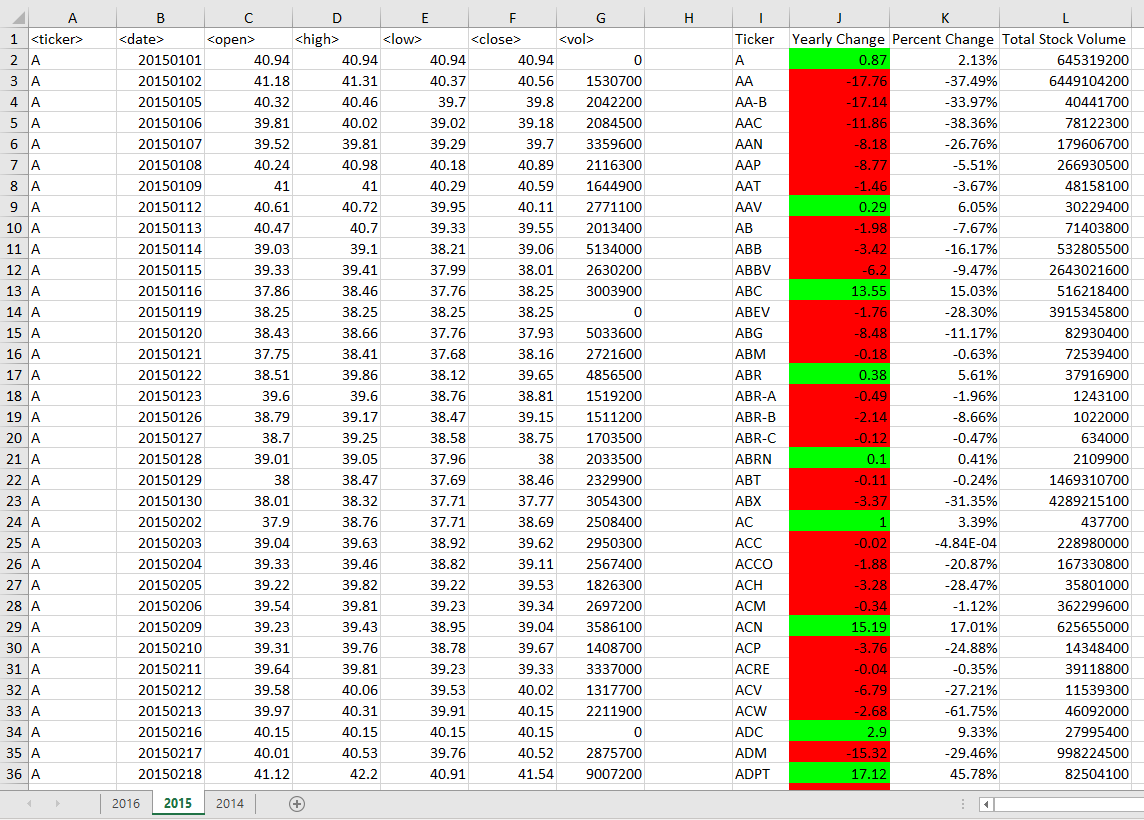 A B C D E F G H I J K L
1 <ticker> <date> <open> <high> <low> <close> <vol> Ticker Yearly Change Percent Change Total Stock Volume
2 A 20150101 40.94 40.94 40.94 40.94 0 A 0.87 2.13% 645319200
3 A 20150102 41.18 41.31 40.37 40.56 1530700 AA -17.76 -37.49% 6449104200
4 A 20150105 40.32 40.46 39.7 39.8 2042200 AA-B -17.14 -33.97% 40441700
5 A 20150106 39.81 40.02 39.02 39.18 2084500 AAC -11.86 -38.36% 78122300
6 A 20150107 39.52 39.81 39.29 39.7 3359600 AAN -8.18 -26.76% 179606700
7 A 20150108 40.24 40.98 40.18 40.89 2116300 AAP -8.77 -5.51% 266930500
8 A 20150109 41 41 40.29 40.59 1644900 AAT -1.46 -3.67% 48158100
9 A 20150112 40.61 40.72 39.95 40.11 2771100 AAV 0.29 6.05% 30229400
10 A 20150113 40.47 40.7 39.33 39.55 2013400 AB -1.98 -7.67% 71403800
11 A 20150114 39.03 39.1 38.21 39.06 5134000 ABB -3.42 -16.17% 532805500
12 A 20150115 39.33 39.41 37.99 38.01 2630200 ABBV -6.2 -9.47% 2643021600
13 A 20150116 37.86 38.46 37.76 38.25 3003900 ABC 13.55 15.03% 516218400
14 A 20150119 38.25 38.25 38.25 38.25 0 ABEV -1.76 -28.30% 3915345800
15 A 20150120 38.43 38.66 37.76 37.93 5033600 ABG -8.48 -11.17% 82930400
16 A 20150121 37.75 38.41 37.68 38.16 2721600 ABM -0.18 -0.63% 72539400
17 A 20150122 38.51 39.86 38.12 39.65 4856500 ABR 0.38 5.61% 37916900
18 A 20150123 39.6 39.6 38.76 38.81 1519200 ABR-A -0.49 -1.96% 1243100
19 A 20150126 38.79 39.17 38.47 39.15 1511200 ABR-B -2.14 -8.66% 1022000
20 A 20150127 38.7 39.25 38.58 38.75 1703500 ABR-C -0.12 -0.47% 634000
21 A 20150128 39.01 39.05 37.96 38 2033500 ABRN 0.1 0.41% 2109900
22 A 20150129 38 38.47 37.69 38.46 2329900 ABT -0.11 -0.24% 1469310700
23 A 20150130 38.01 38.32 37.71 37.77 3054300 ABX -3.37 -31.35% 4289215100
24 A 20150202 37.9 38.76 37.71 38.69 2508400 AC 1 3.39% 437700
25 A 20150203 39.04 39.63 38.92 39.62 2950300 ACC -0.02 -4.84E-04 228980000
26 A 20150204 39.33 39.46 38.82 39.11 2567400 ACCO -1.88 -20.87% 167330800
27 A 20150205 39.22 39.82 39.22 39.53 1826300 ACH -3.28 -28.47% 35801000
28 A 20150206 39.54 39.81 39.23 39.34 2697200 ACM -0.34 -1.12% 362299600
29 A 20150209 39.23 39.43 38.95 39.04 3586100 ACN 15.19 17.01% 625655000
30 A 20150210 39.31 39.76 38.78 39.67 1408700 ACP -3.76 -24.88% 14348400
31 A 20150211 39.64 39.81 39.23 39.33 3337000 ACRE -0.04 -0.35% 39118800
32 A 20150212 39.58 40.06 39.53 40.02 1317700 ACV -6.79 -27.21% 11539300
33 A 20150213 39.97 40.31 39.91 40.15 2211900 ACW -2.68 -61.75% 46092000
34 A 20150216 40.15 40.15 40.15 40.15 0 ADC 2.9 9.33% 27995400
35 A 20150217 40.01 40.53 39.76 40.52 2875700 ADM -15.32 -29.46% 998224500
36 A 20150218 41.12 42.2 40.91 41.54 9007200 ADPT 17.12 45.78% 82504100
2016 2015 2014